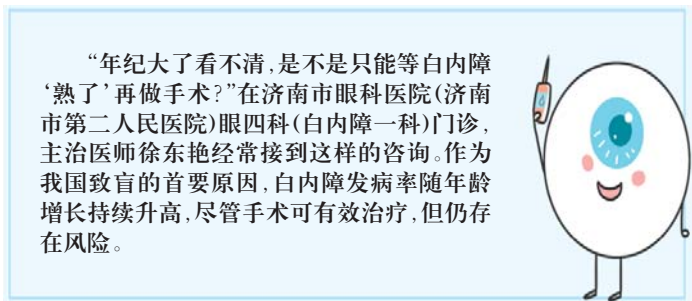 “年纪大了看不清,是不是只能等白内障
‘熟了’再做手术?”在济南市眼科医院(济南
市第二人民医院)眼四科(白内障一科)门诊,
主治医师徐东艳经常接到这样的咨询。作为
我国致盲的首要原因,白内障发病率随年龄
增长持续升高,尽管手术可有效治疗,但仍存
在风险。